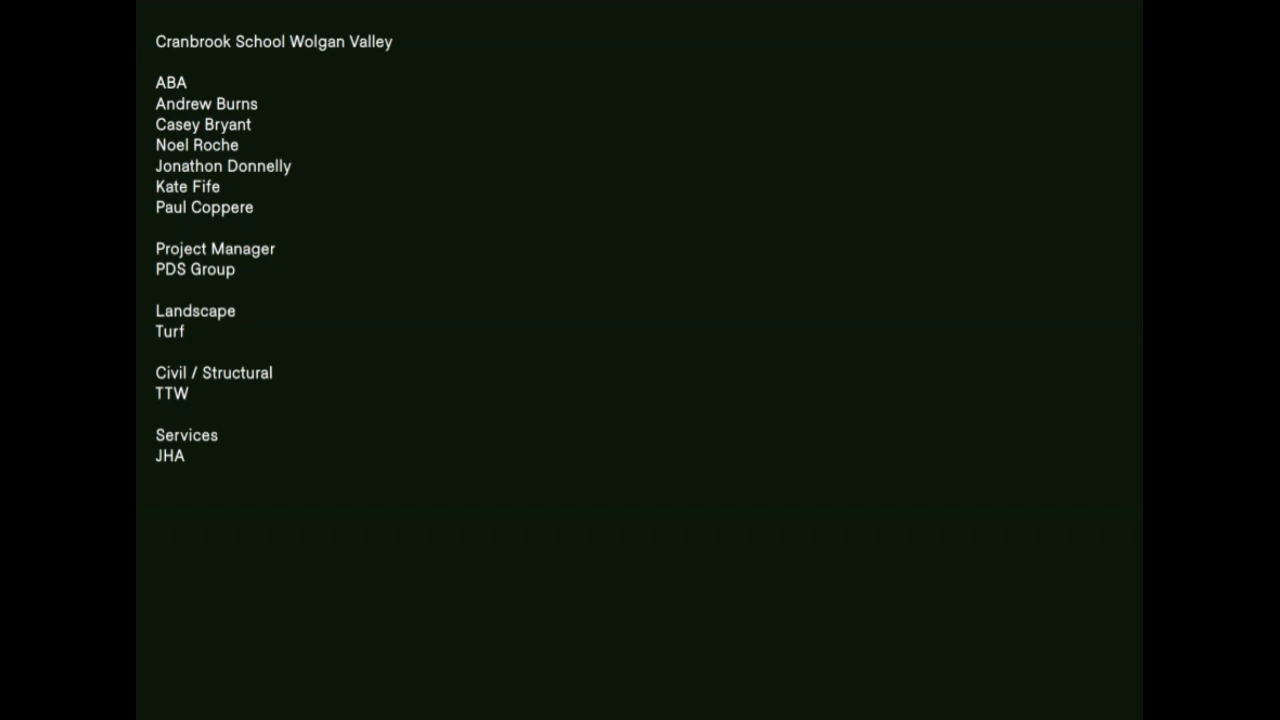 Cranbrook School Wolgan Valley
ABA
Andrew Burns
Casey Bryant
Noel Roche
Jonathon Donnelly
Kate Fife
Paul Coppere
Project Manager
PDS Group
Landscape
Turf
Civil / Structural
TTW
Services
JHA